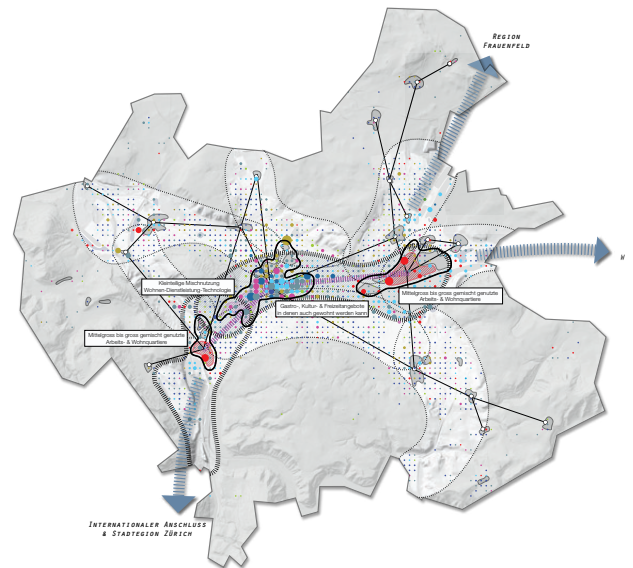 Region
Frauenfeld
W
Kleinteilige Mischnutzung
Wohnen-Dienstleistung-Technologie
Gastro-, Kultur- & Freizeitangebote
in denen auch gewohnt werden kann
Mittelgross bis gross gemischt genutzte
Arbeits- & Wohnquartiere
Mittelgross bis gross gemischt genutzte
Arbeits- & Wohnquartiere
Internationaler Anschluss
& Stadtegion Zürich